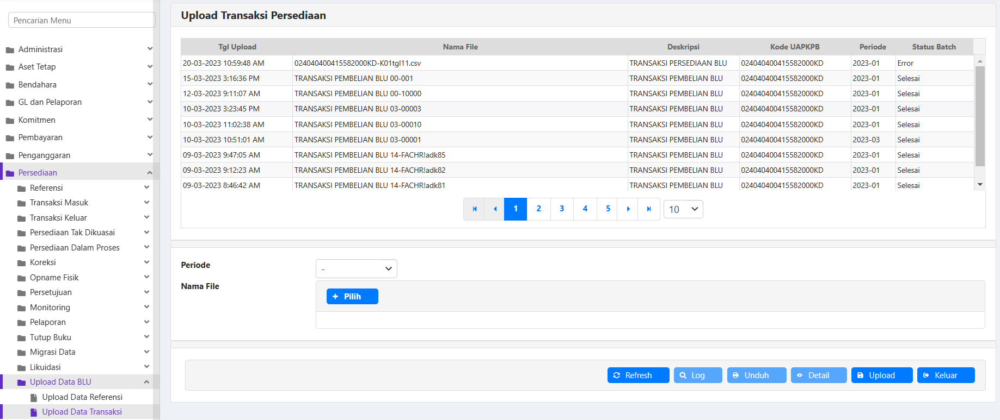 Pencarian Menu
Administrasi
Aset Tetap
Bendahara
GL dan Pelaporan
Komitmen
Pembayaran
Penganggaran
Persediaan
Referensi
Transaksi Masuk
Transaksi Keluar
Persediaan Tak Dikuasai
Persediaan Dalam Proses
Koreksi
Opname Fisik
Persetujuan
Monitoring
Pelaporan
Tutup Buku
Migrasi Data
Likuidasi
Upload Data BLU
Upload Data Referensi
Upload Data Transaksi
Upload Transaksi Persediaan
Tgl Upload Nama File Deskripsi Kode UAPKPB Periode Status Batch
20-03-2023 10:59:48 AM 024040400415582000KD-K01tgl11.csv TRANSAKSI PERSEDIAAN BLU 024040400415582000KD 2023-01 Error
15-03-2023 3:16:36 PM TRANSAKSI PEMBELIAN BLU 00-001 TRANSAKSI PEMBELIAN BLU 024040400415582000KD 2023-01 Selesai
12-03-2023 9:11:07 AM TRANSAKSI PEMBELIAN BLU 00-10000 TRANSAKSI PEMBELIAN BLU 024040400415582000KD 2023-01 Selesai
10-03-2023 3:23:45 PM TRANSAKSI PEMBELIAN BLU 03-00003 TRANSAKSI PEMBELIAN BLU 024040400415582000KD 2023-01 Selesai
10-03-2023 11:02:38 AM TRANSAKSI PEMBELIAN BLU 03-00010 TRANSAKSI PEMBELIAN BLU 024040400415582000KD 2023-01 Selesai
10-03-2023 10:51:01 AM TRANSAKSI PEMBELIAN BLU 03-00001 TRANSAKSI PEMBELIAN BLU 024040400415582000KD 2023-03 Selesai
09-03-2023 9:47:05 AM TRANSAKSI PEMBELIAN BLU 14-FACHR!adk85 TRANSAKSI PEMBELIAN BLU 024040400415582000KD 2023-01 Selesai
09-03-2023 9:12:23 AM TRANSAKSI PEMBELIAN BLU 14-FACHR!adk82 TRANSAKSI PEMBELIAN BLU 024040400415582000KD 2023-01 Selesai
09-03-2023 8:46:42 AM TRANSAKSI PEMBELIAN BLU 14-FACHR!adk81 TRANSAKSI PEMBELIAN BLU 024040400415582000KD 2023-01 Selesai
1 2 3 4 5 10
Periode -
Nama File
+ Pilih
Refresh Log Unduh Detail Upload Keluar